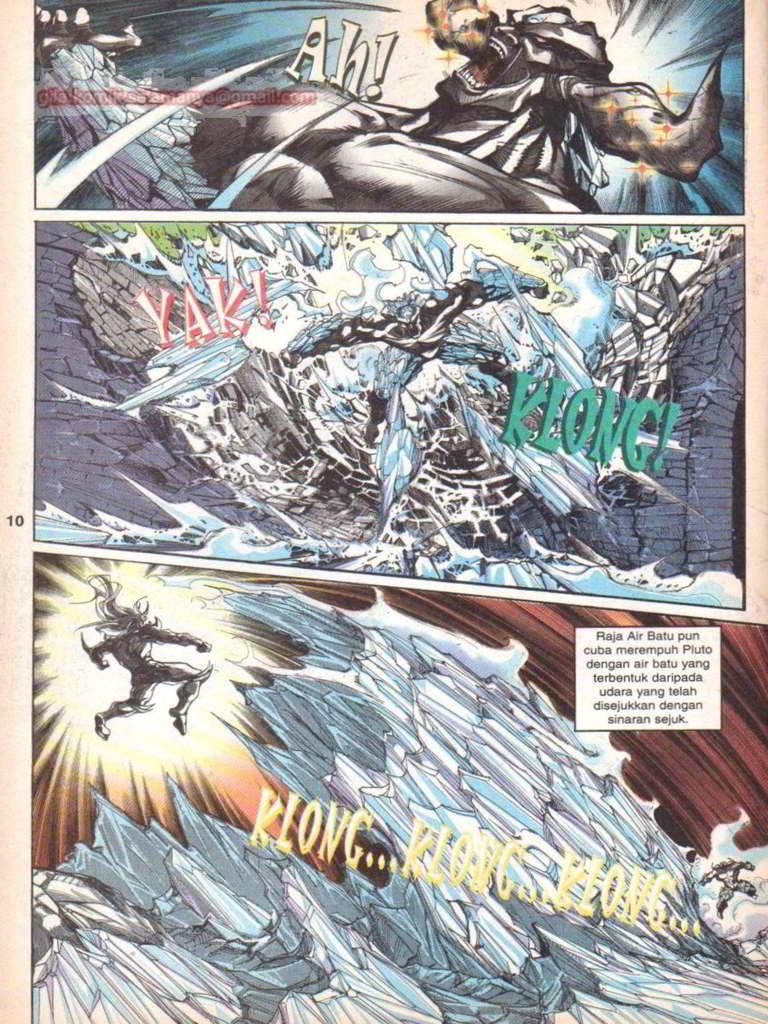 Ah!
YAK!
KLONG!
10
Raja Air Batu pun
cuba merempuh Pluto
dengan air batu yang
terbentuk daripada
udara yang telah
disejukkan dengan
sinaran sejuk.
KLONG...KLONG...KLONG...